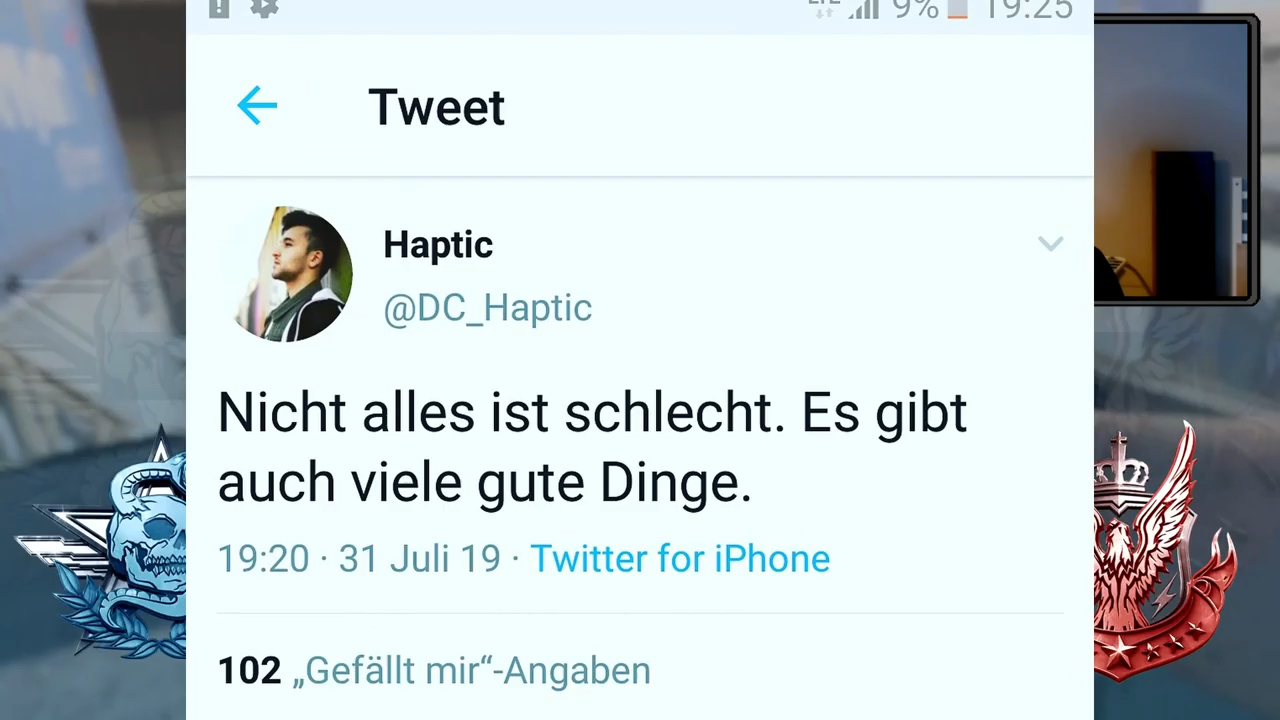 9% 19:25
Tweet
Haptic
@DC_Haptic
Nicht alles ist schlecht. Es gibt
auch viele gute Dinge.
19:20 · 31 Juli 19 · Twitter for iPhone
102 „Gefällt mir“-Angaben